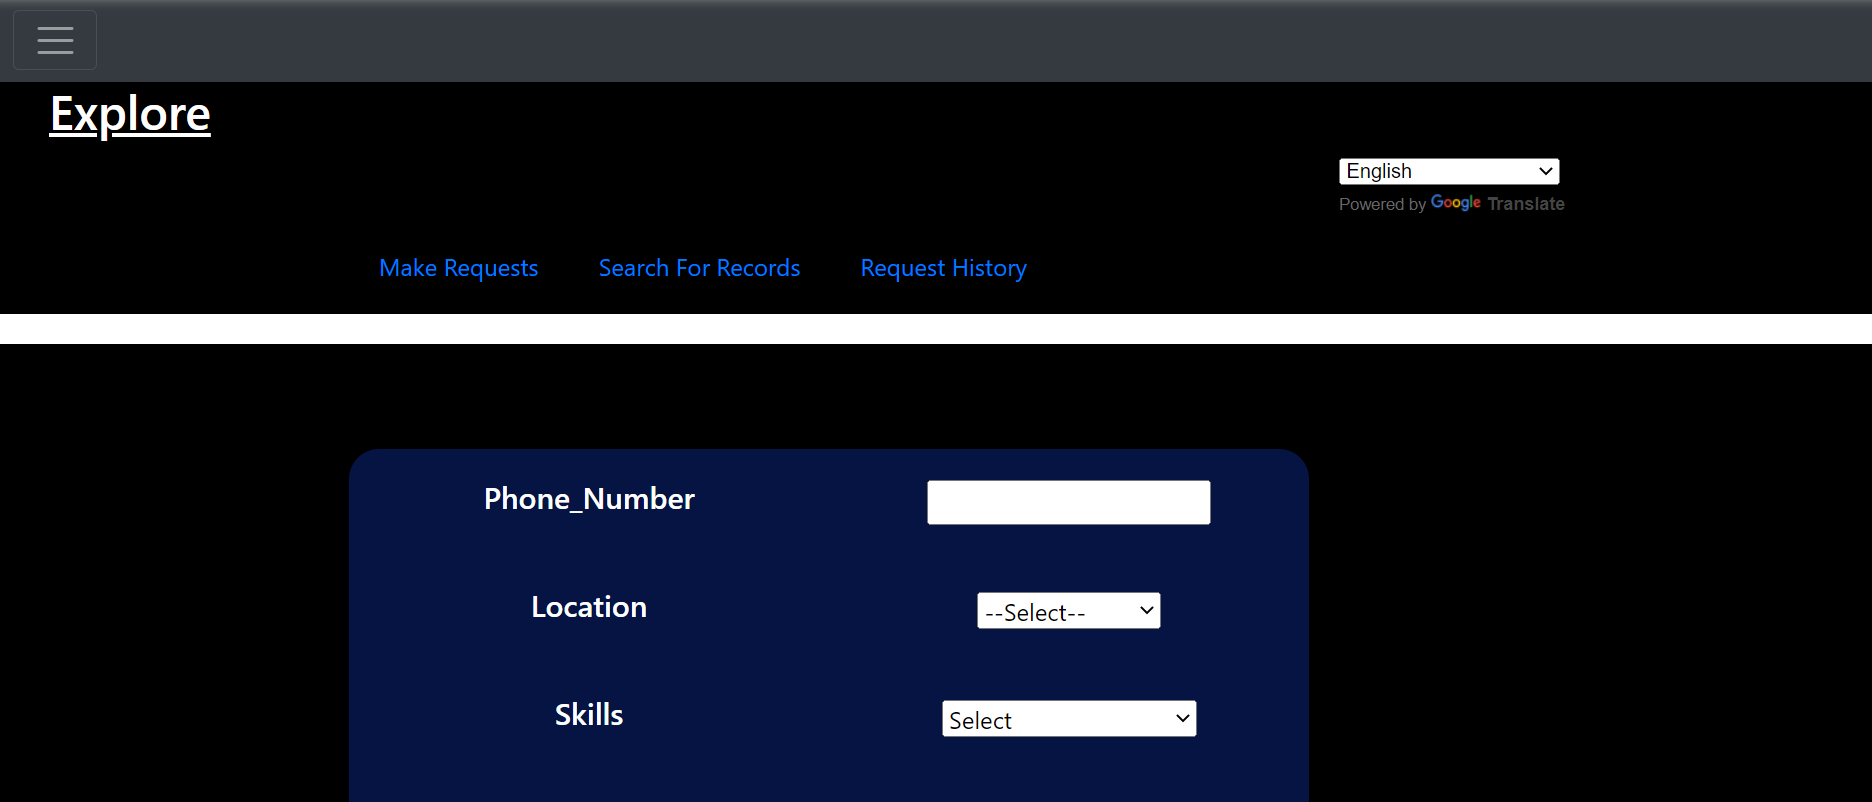 Explore
English
Powered by Google Translate
Make Requests Search For Records Request History
Phone_Number
Location --Select--
Skills Select